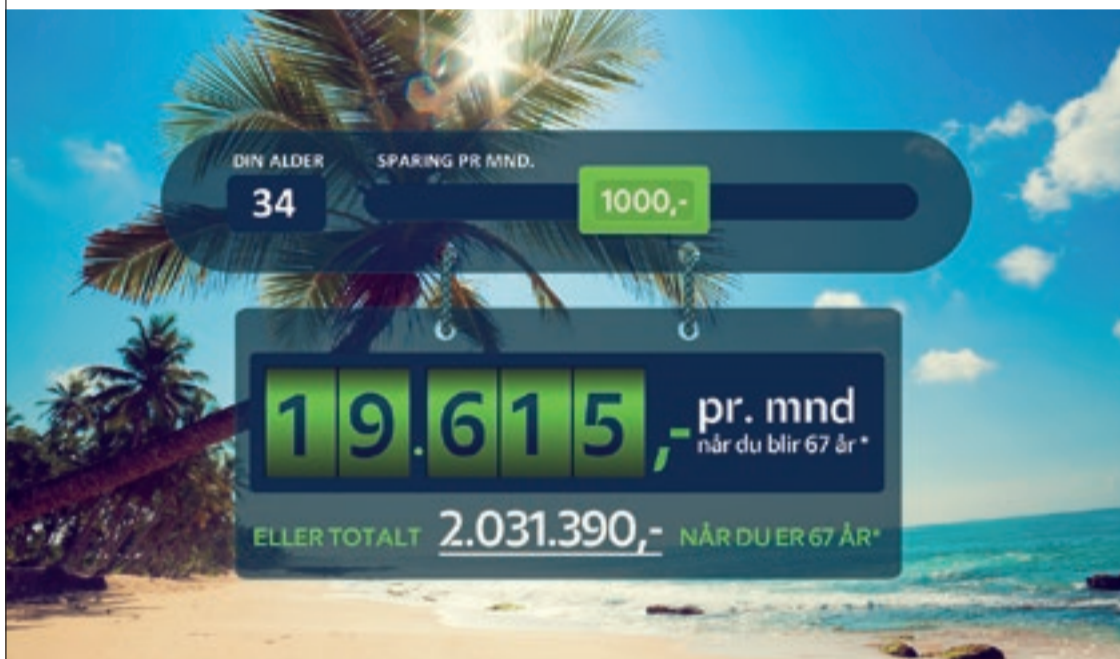 DIN ALDER SPARING PR MND.
34 1000,-
19.615,- pr. mnd
når du blir 67 år*
ELLER TOTALT 2.031.390,- NÅR DU ER 67 ÅR*